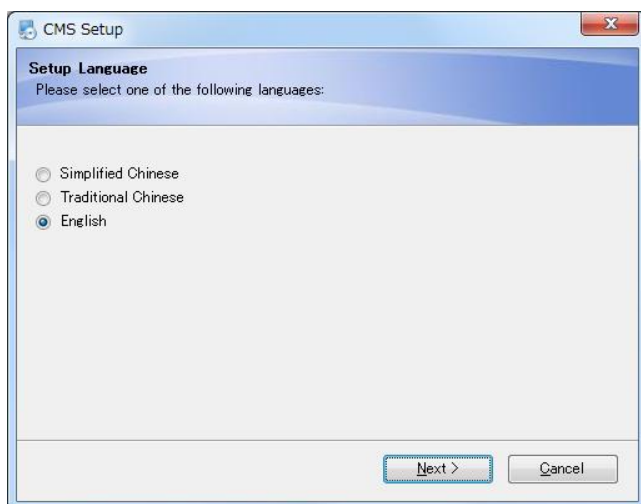 CMS Setup
Setup Language
Please select one of the following languages:
Simplified Chinese
Traditional Chinese
English
Next >
Cancel